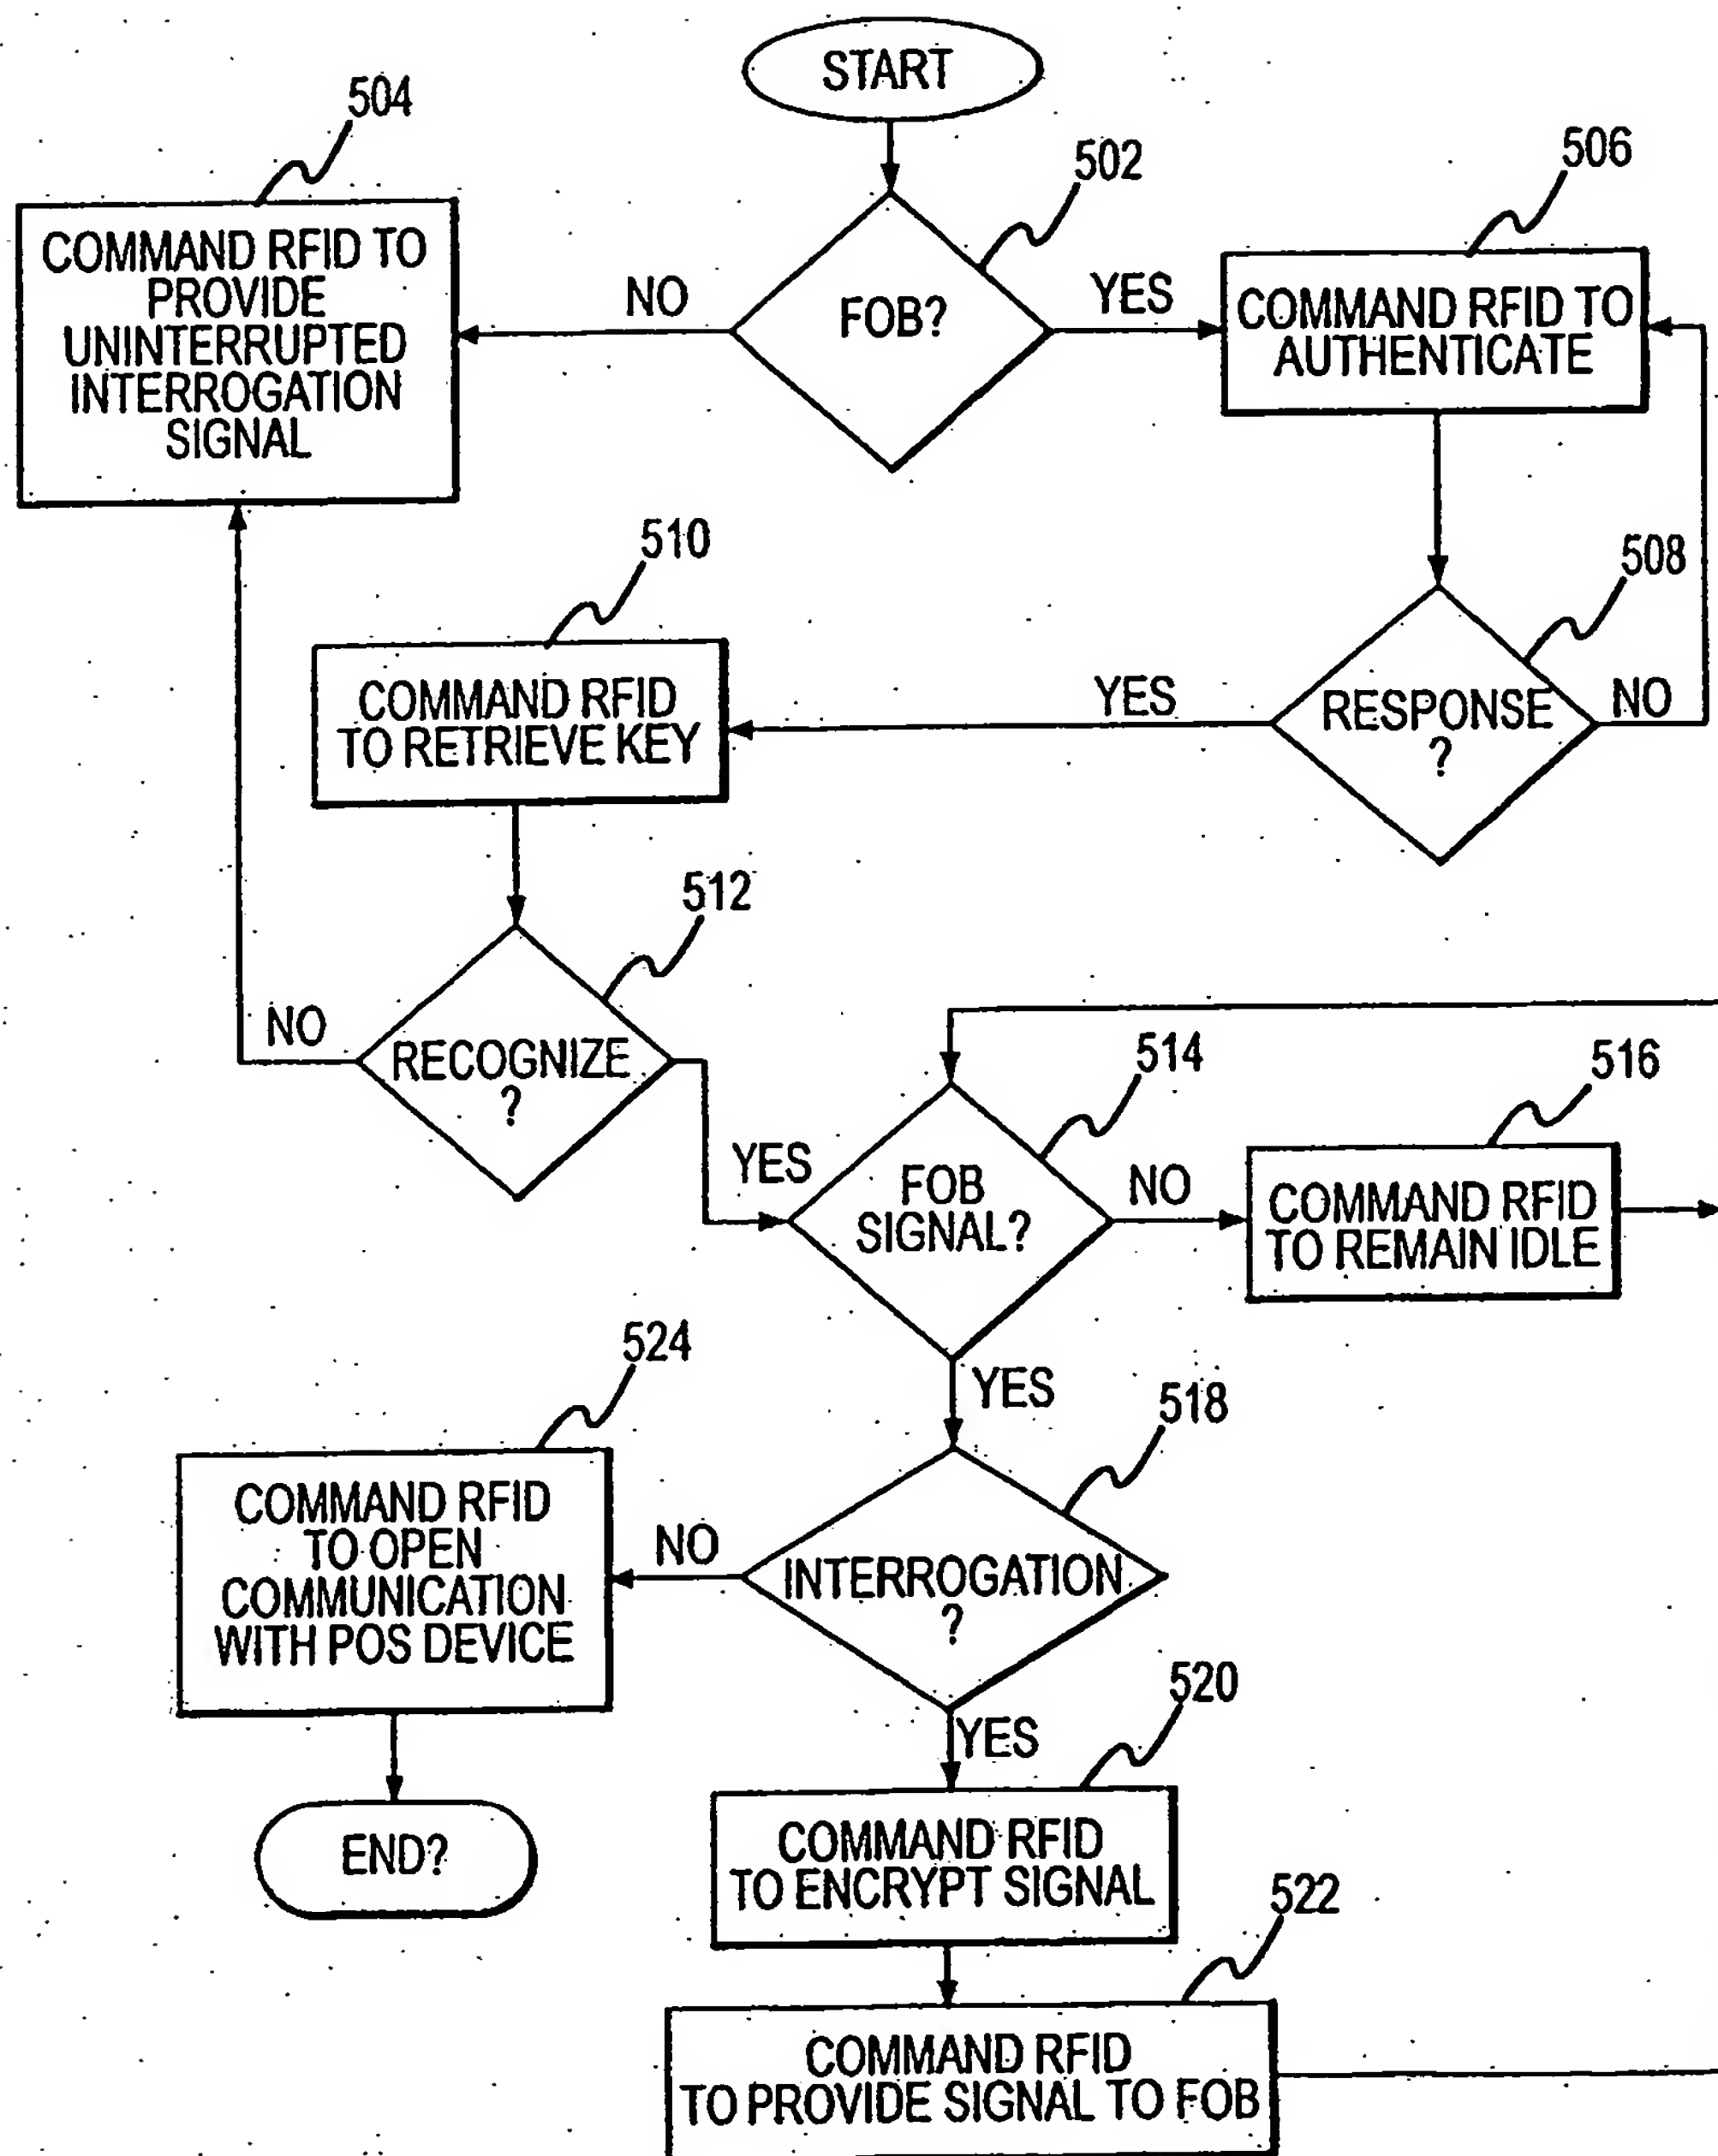 START
504
502
506
COMMAND RFID TO
PROVIDE
UNINTERRUPTED
INTERROGATION
SIGNAL
NO
FOB?
YES
COMMAND RFID TO
AUTHENTICATE
510
508
COMMAND RFID
TO RETRIEVE KEY
YES
RESPONSE
?
NO
512
NO
RECOGNIZE
?
YES
514
516
FOB
SIGNAL?
NO
COMMAND RFID
TO REMAIN IDLE
524
YES
518
COMMAND RFID
TO OPEN
COMMUNICATION
WITH POS DEVICE
NO
INTERROGATION
?
520
YES
END?
COMMAND RFID
TO ENCRYPT SIGNAL
522
COMMAND RFID
TO PROVIDE SIGNAL TO FOB